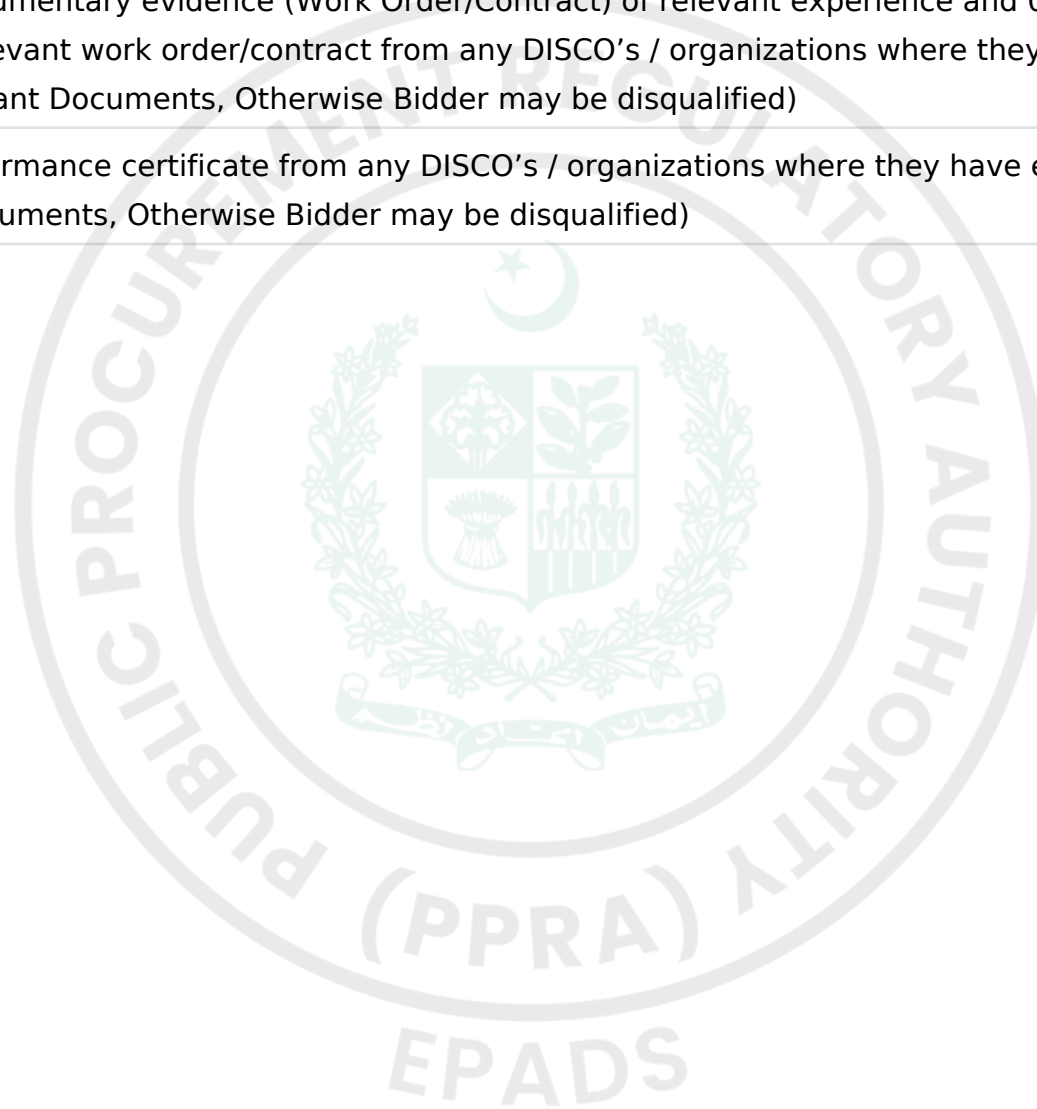 umentary evidence (Work Order/Contract) of relevant experience and
evant work order/contract from any DISCO’s / organizations where they
ant Documents, Otherwise Bidder may be disqualified)
rmance certificate from any DISCO’s / organizations where they have
uments, Otherwise Bidder may be disqualified)
PUBLIC PROCUREMENT REGULATORY AUTHORITY
(PPRA)
EPADS